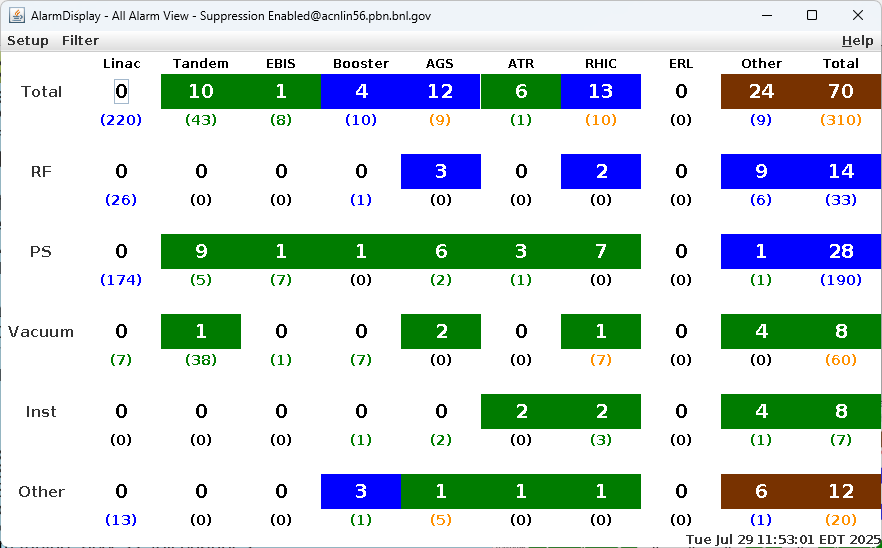 AlarmDisplay - All Alarm View - Suppression Enabled@acnlin56.pbn.bnl.gov
Setup Filter Help
Linac Tandem EBIS Booster AGS ATR RHIC ERL Other Total
Total 0 10 1 4 12 6 13 0 24 70
(220) (43) (8) (10) (9) (1) (10) (0) (9) (310)
RF 0 0 0 0 3 0 2 0 9 14
(26) (0) (0) (1) (0) (0) (0) (0) (6) (33)
PS 0 9 1 1 6 3 7 0 1 28
(174) (5) (7) (0) (2) (1) (0) (0) (1) (190)
Vacuum 0 1 0 0 2 0 1 0 4 8
(7) (38) (1) (7) (0) (0) (7) (0) (0) (60)
Inst 0 0 0 0 0 2 2 0 4 8
(0) (0) (0) (1) (2) (0) (3) (0) (1) (7)
Other 0 0 0 3 1 1 1 0 6 12
(13) (0) (0) (1) (5) (0) (0) (0) (1) (20)
Tue Jul 29 11:53:01 EDT 2025